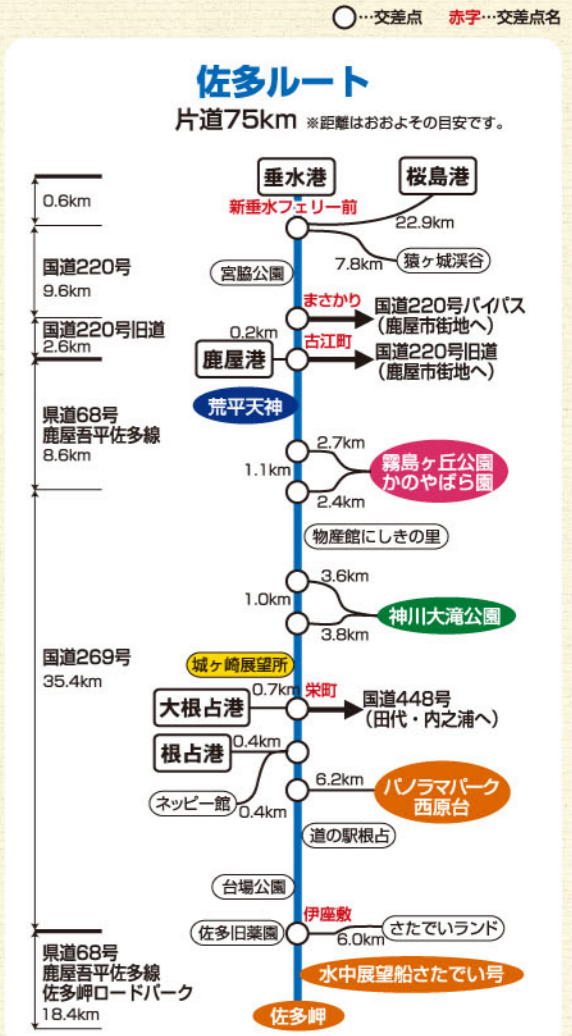 ◯…交差点 赤字…交差点名
佐多ルート
片道75km ※距離はおおよその目安です。
垂水港
桜島港
0.6km
新垂水フェリー前
22.9km
7.8km
猿ヶ城渓谷
国道220号
9.6km
宮脇公園
まさかり
国道220号バイパス
(鹿屋市街地へ)
国道220号旧道
2.6km
0.2km
古江町
鹿屋港
国道220号旧道
(鹿屋市街地へ)
荒平天神
県道68号
鹿屋吾平佐多線
8.6km
2.7km
1.1km
霧島ヶ丘公園
かのやばら園
2.4km
物産館にしきの里
3.6km
1.0km
神川大滝公園
3.8km
国道269号
35.4km
城ヶ崎展望所
0.7km
栄町
大根占港
国道448号
(田代・内之浦へ)
根占港
0.4km
ネッピー館
0.4km
6.2km
パノラマパーク
西原台
道の駅根占
台場公園
伊座敷
佐多旧薬園
6.0km
さたでいランド
県道68号
鹿屋吾平佐多線
佐多岬ロードパーク
18.4km
水中展望船さたでい号
佐多岬